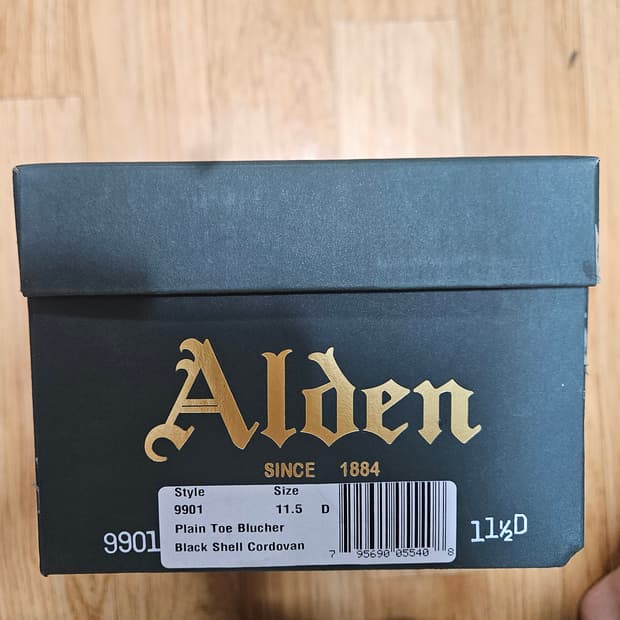 Alden
SINCE 1884
Style Size
9901 11.5 D
Plain Toe Blucher
Black Shell Cordovan
7 95690 05540 8
9901
11½D